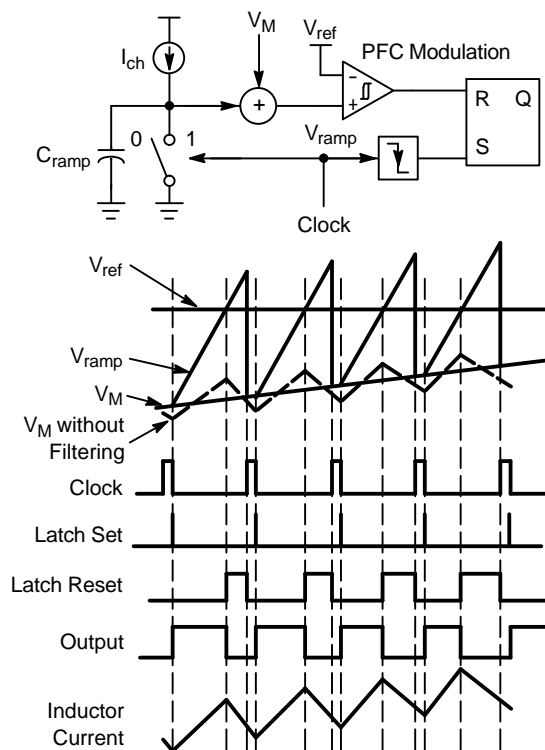 V_M
V_ref
PFC Modulation
I_ch
−
+
+
R Q
0 1
V_ramp
S
C_ramp
Clock
V_ref
V_ramp
V_M
V_M without
Filtering
Clock
Latch Set
Latch Reset
Output
Inductor
Current